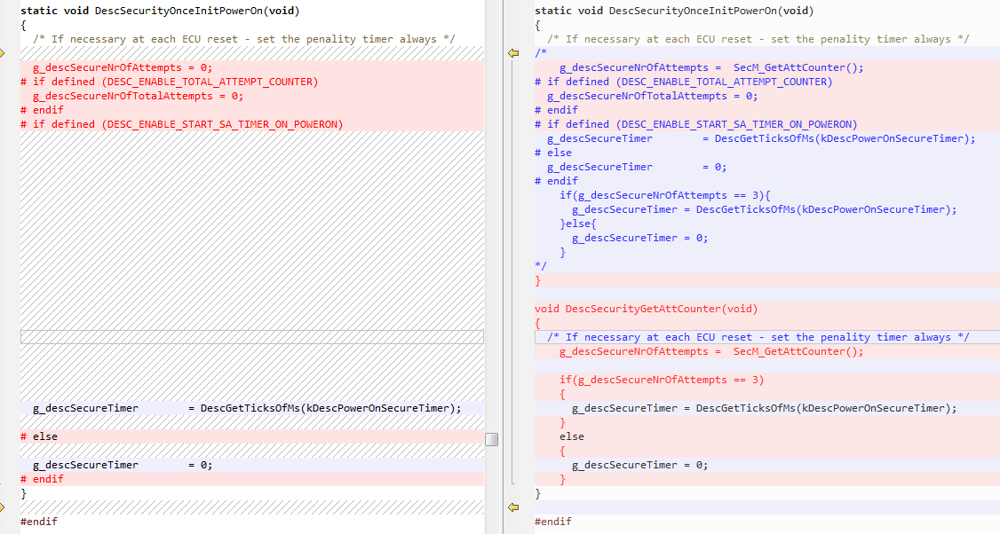 static void DescSecurityOnceInitPowerOn(void)
{
  /* If necessary at each ECU reset - set the penality timer always */
  g_descSecureNrOfAttempts = 0;
# if defined (DESC_ENABLE_TOTAL_ATTEMPT_COUNTER)
  g_descSecureNrOfTotalAttempts = 0;
# endif
# if defined (DESC_ENABLE_START_SA_TIMER_ON_POWERON)
  g_descSecureTimer        = DescGetTicksOfMs(kDescPowerOnSecureTimer);
# else
  g_descSecureTimer        = 0;
# endif
}
#endif
static void DescSecurityOnceInitPowerOn(void)
{
  /* If necessary at each ECU reset - set the penality timer always */
/*
    g_descSecureNrOfAttempts =  SecM_GetAttCounter();
# if defined (DESC_ENABLE_TOTAL_ATTEMPT_COUNTER)
  g_descSecureNrOfTotalAttempts = 0;
# endif
# if defined (DESC_ENABLE_START_SA_TIMER_ON_POWERON)
  g_descSecureTimer        = DescGetTicksOfMs(kDescPowerOnSecureTimer);
# else
  g_descSecureTimer        = 0;
# endif
    if(g_descSecureNrOfAttempts == 3){
      g_descSecureTimer = DescGetTicksOfMs(kDescPowerOnSecureTimer);
    }else{
      g_descSecureTimer = 0;
    }
*/
}
void DescSecurityGetAttCounter(void)
{
  /* If necessary at each ECU reset - set the penality timer always */
    g_descSecureNrOfAttempts =  SecM_GetAttCounter();
    if(g_descSecureNrOfAttempts == 3)
    {
      g_descSecureTimer = DescGetTicksOfMs(kDescPowerOnSecureTimer);
    }
    else
    {
      g_descSecureTimer = 0;
    }
}
#endif